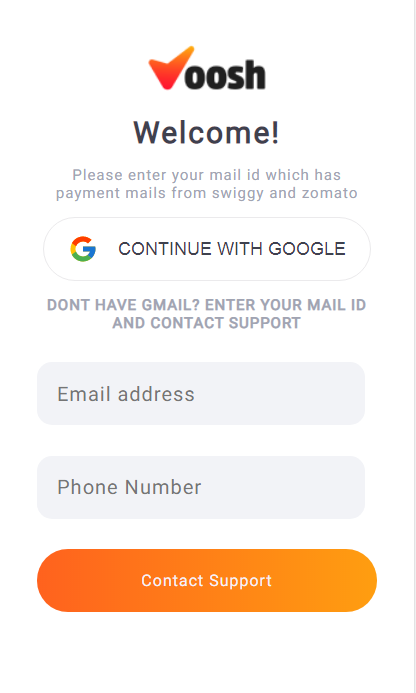 Voosh
Welcome!
Please enter your mail id which has
payment mails from swiggy and zomato
CONTINUE WITH GOOGLE
DONT HAVE GMAIL? ENTER YOUR MAIL ID
AND CONTACT SUPPORT
Email address
Phone Number
Contact Support